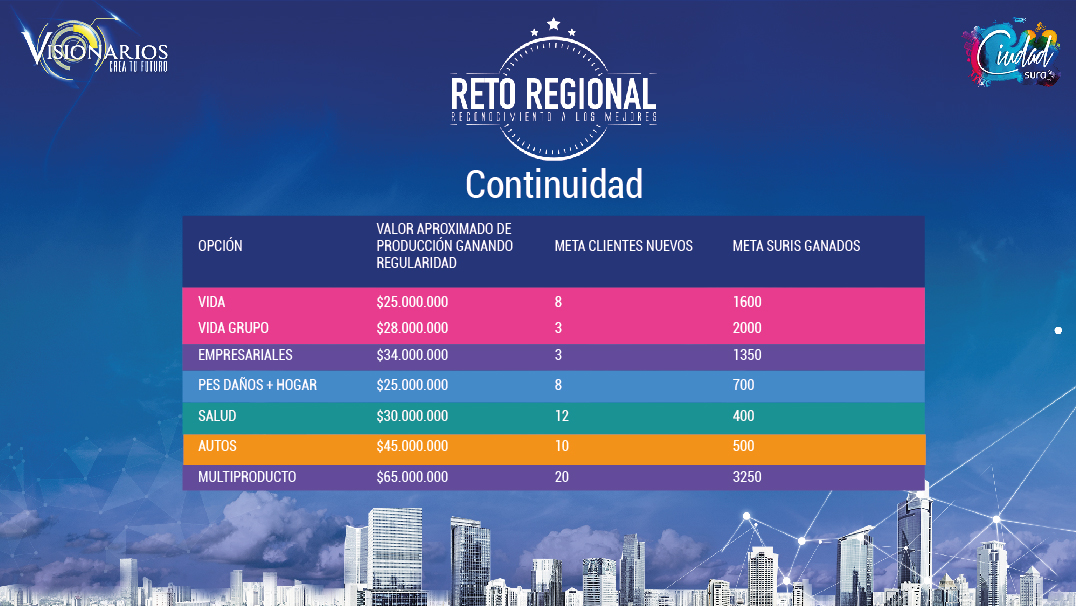 VISIONARIOS
CREA TU FUTURO
Ciudad
sura
RETO REGIONAL
RECONOCIMIENTO A LOS MEJORES
Continuidad
OPCIÓN
VALOR APROXIMADO DE
PRODUCCIÓN GANANDO
REGULARIDAD
META CLIENTES NUEVOS
META SURIS GANADOS
VIDA $25.000.000 8 1600
VIDA GRUPO $28.000.000 3 2000
EMPRESARIALES $34.000.000 3 1350
PES DAÑOS + HOGAR $25.000.000 8 700
SALUD $30.000.000 12 400
AUTOS $45.000.000 10 500
MULTIPRODUCTO $65.000.000 20 3250